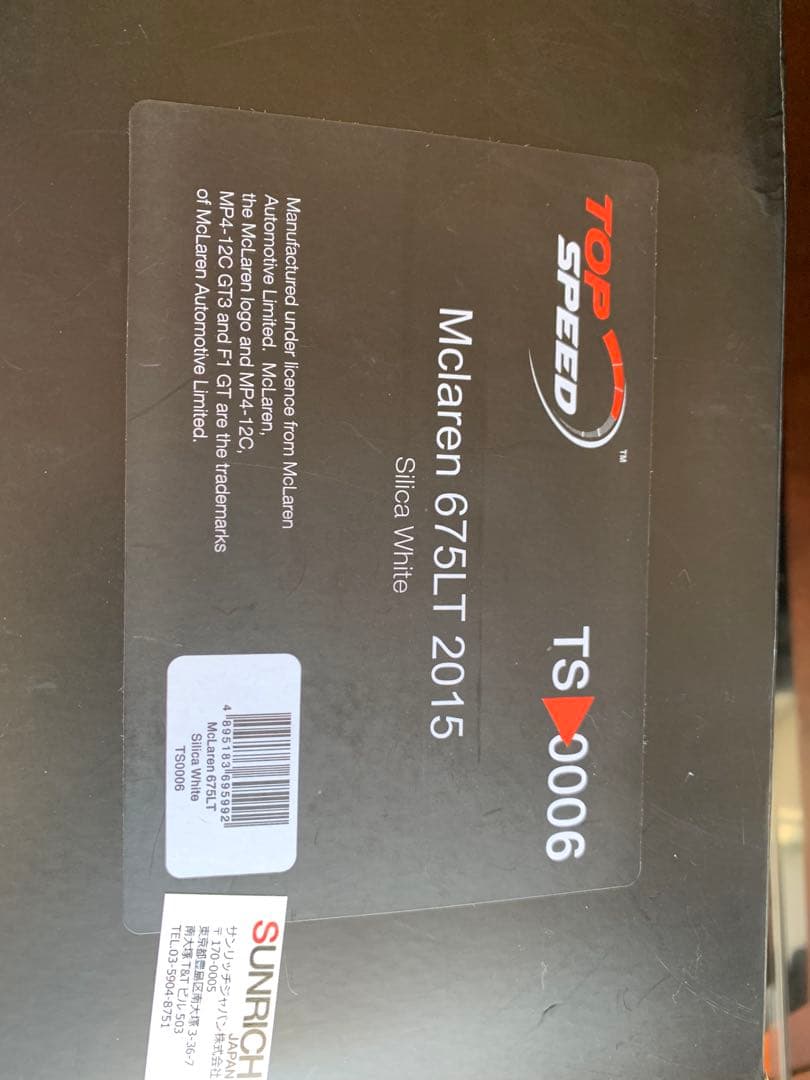 TOP
SPEED
TM
TS 0006
Mclaren 675LT 2015
Silica White
Manufactured under licence from McLaren
Automotive Limited. McLaren,
the McLaren logo and MP4-12C,
MP4-12C GT3 and F1 GT are the trademarks
of McLaren Automotive Limited.
4 895183 695992
McLaren 675LT
Silica White
TS0006
SUNRICH
JAPAN
サンリッチジャパン株式会社
〒170-0005
東京都豊島区南大塚3-36-7
南大塚T&Tビル503
TEL.03-5904-8751